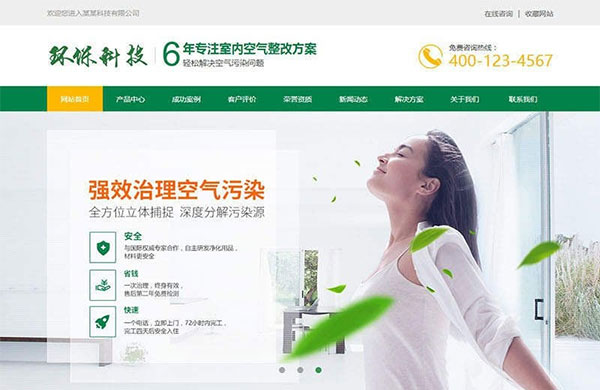 欢迎您进入某某科技有限公司
在线咨询 | 收藏网站
环保科技
6年专注室内空气整改方案
轻松解决空气污染问题
免费咨询热线：
400-123-4567
网站首页 产品中心 成功案例 客户评价 荣誉资质 新闻动态 解决方案 关于我们 联系我们
强效治理空气污染
全方位立体捕捉 深度分解污染源
安全
与国际权威专家合作，自主研发净化用品，
材料更安全
省钱
一次治理，终身有效，
售后第二年免费检测
快速
一个电话，立即上门，72小时内完工，
完工四天后安全入住